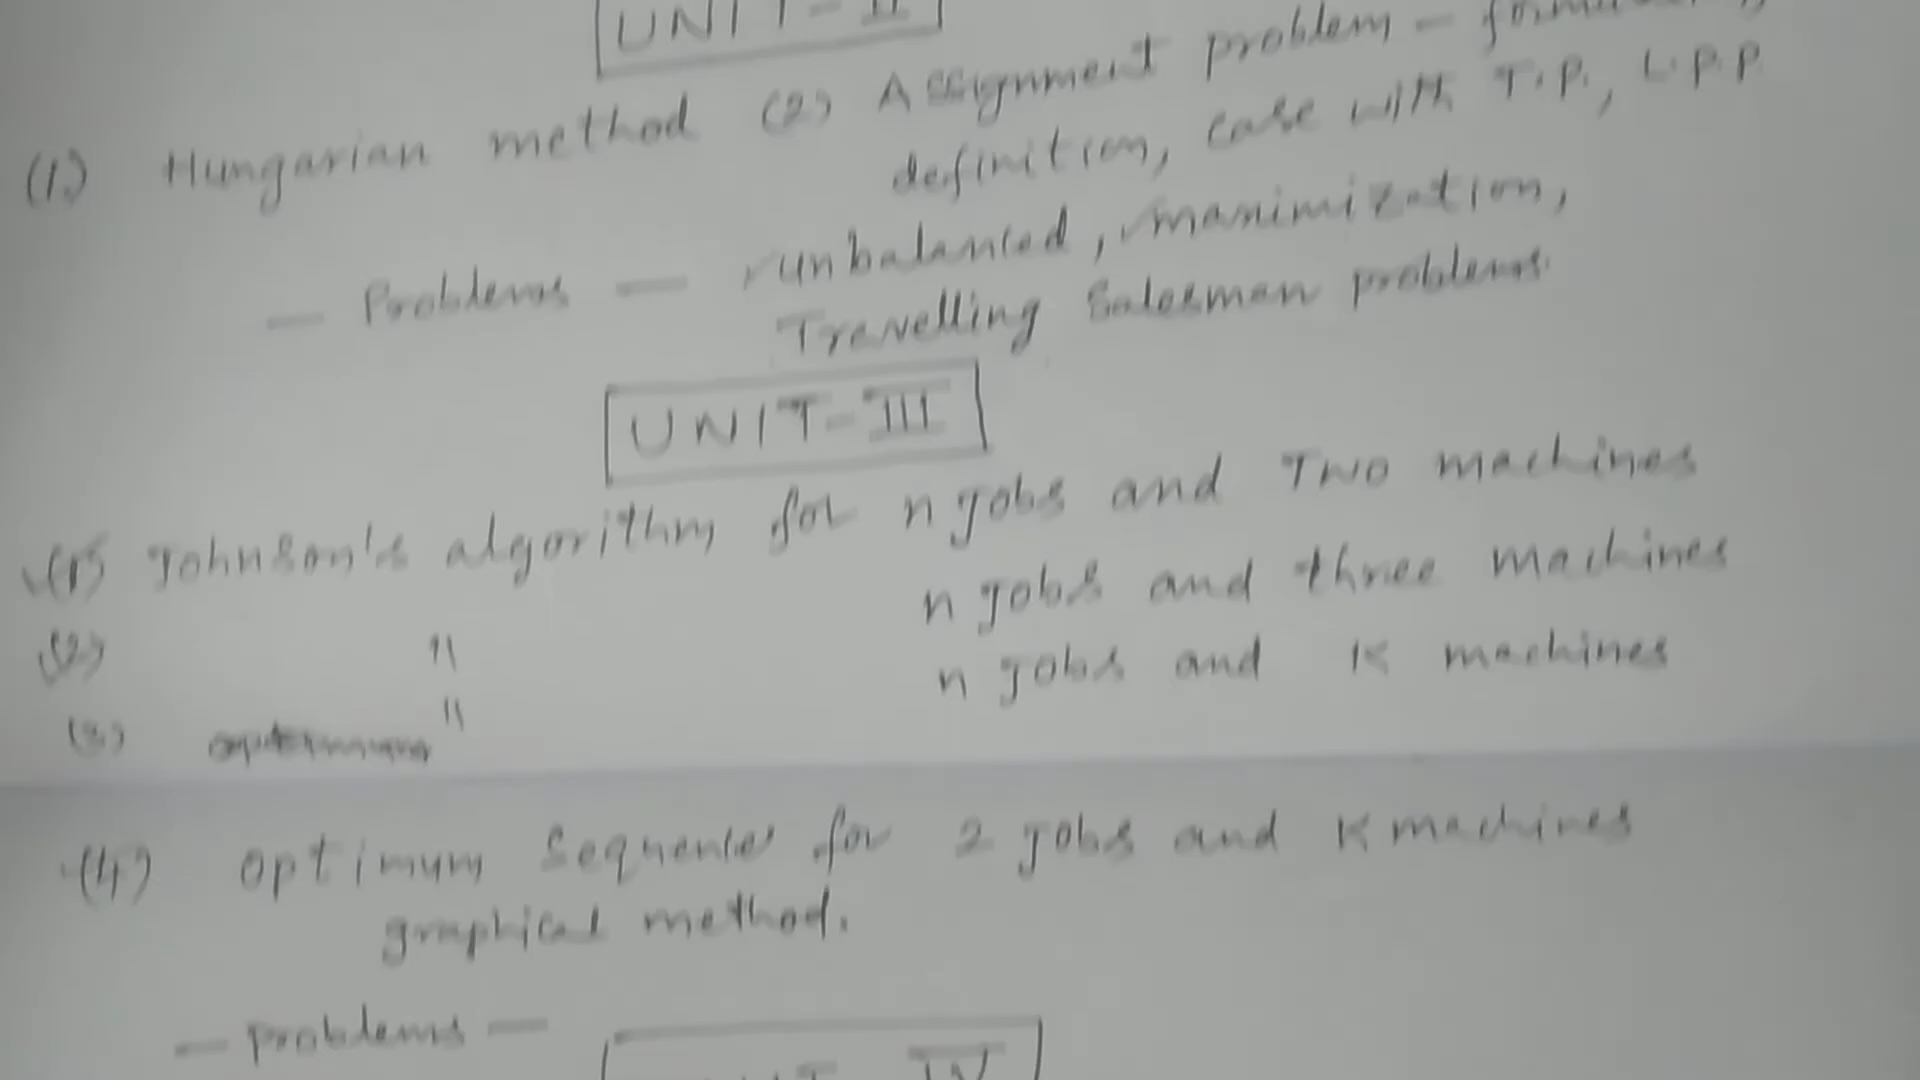 UNIT-II
(1) Hungarian method (2) Assignment problem -
definition, case with T.P., L.P.P
- Problems - unbalanced, maximization,
Travelling Salesman problems.
UNIT-III
(1) Johnson's algorithm for n jobs and Two machines
(2) " n jobs and three machines
(3) " n jobs and K machines
(4) optimum sequence for 2 jobs and K machines
graphical method.
- Problems -
IV